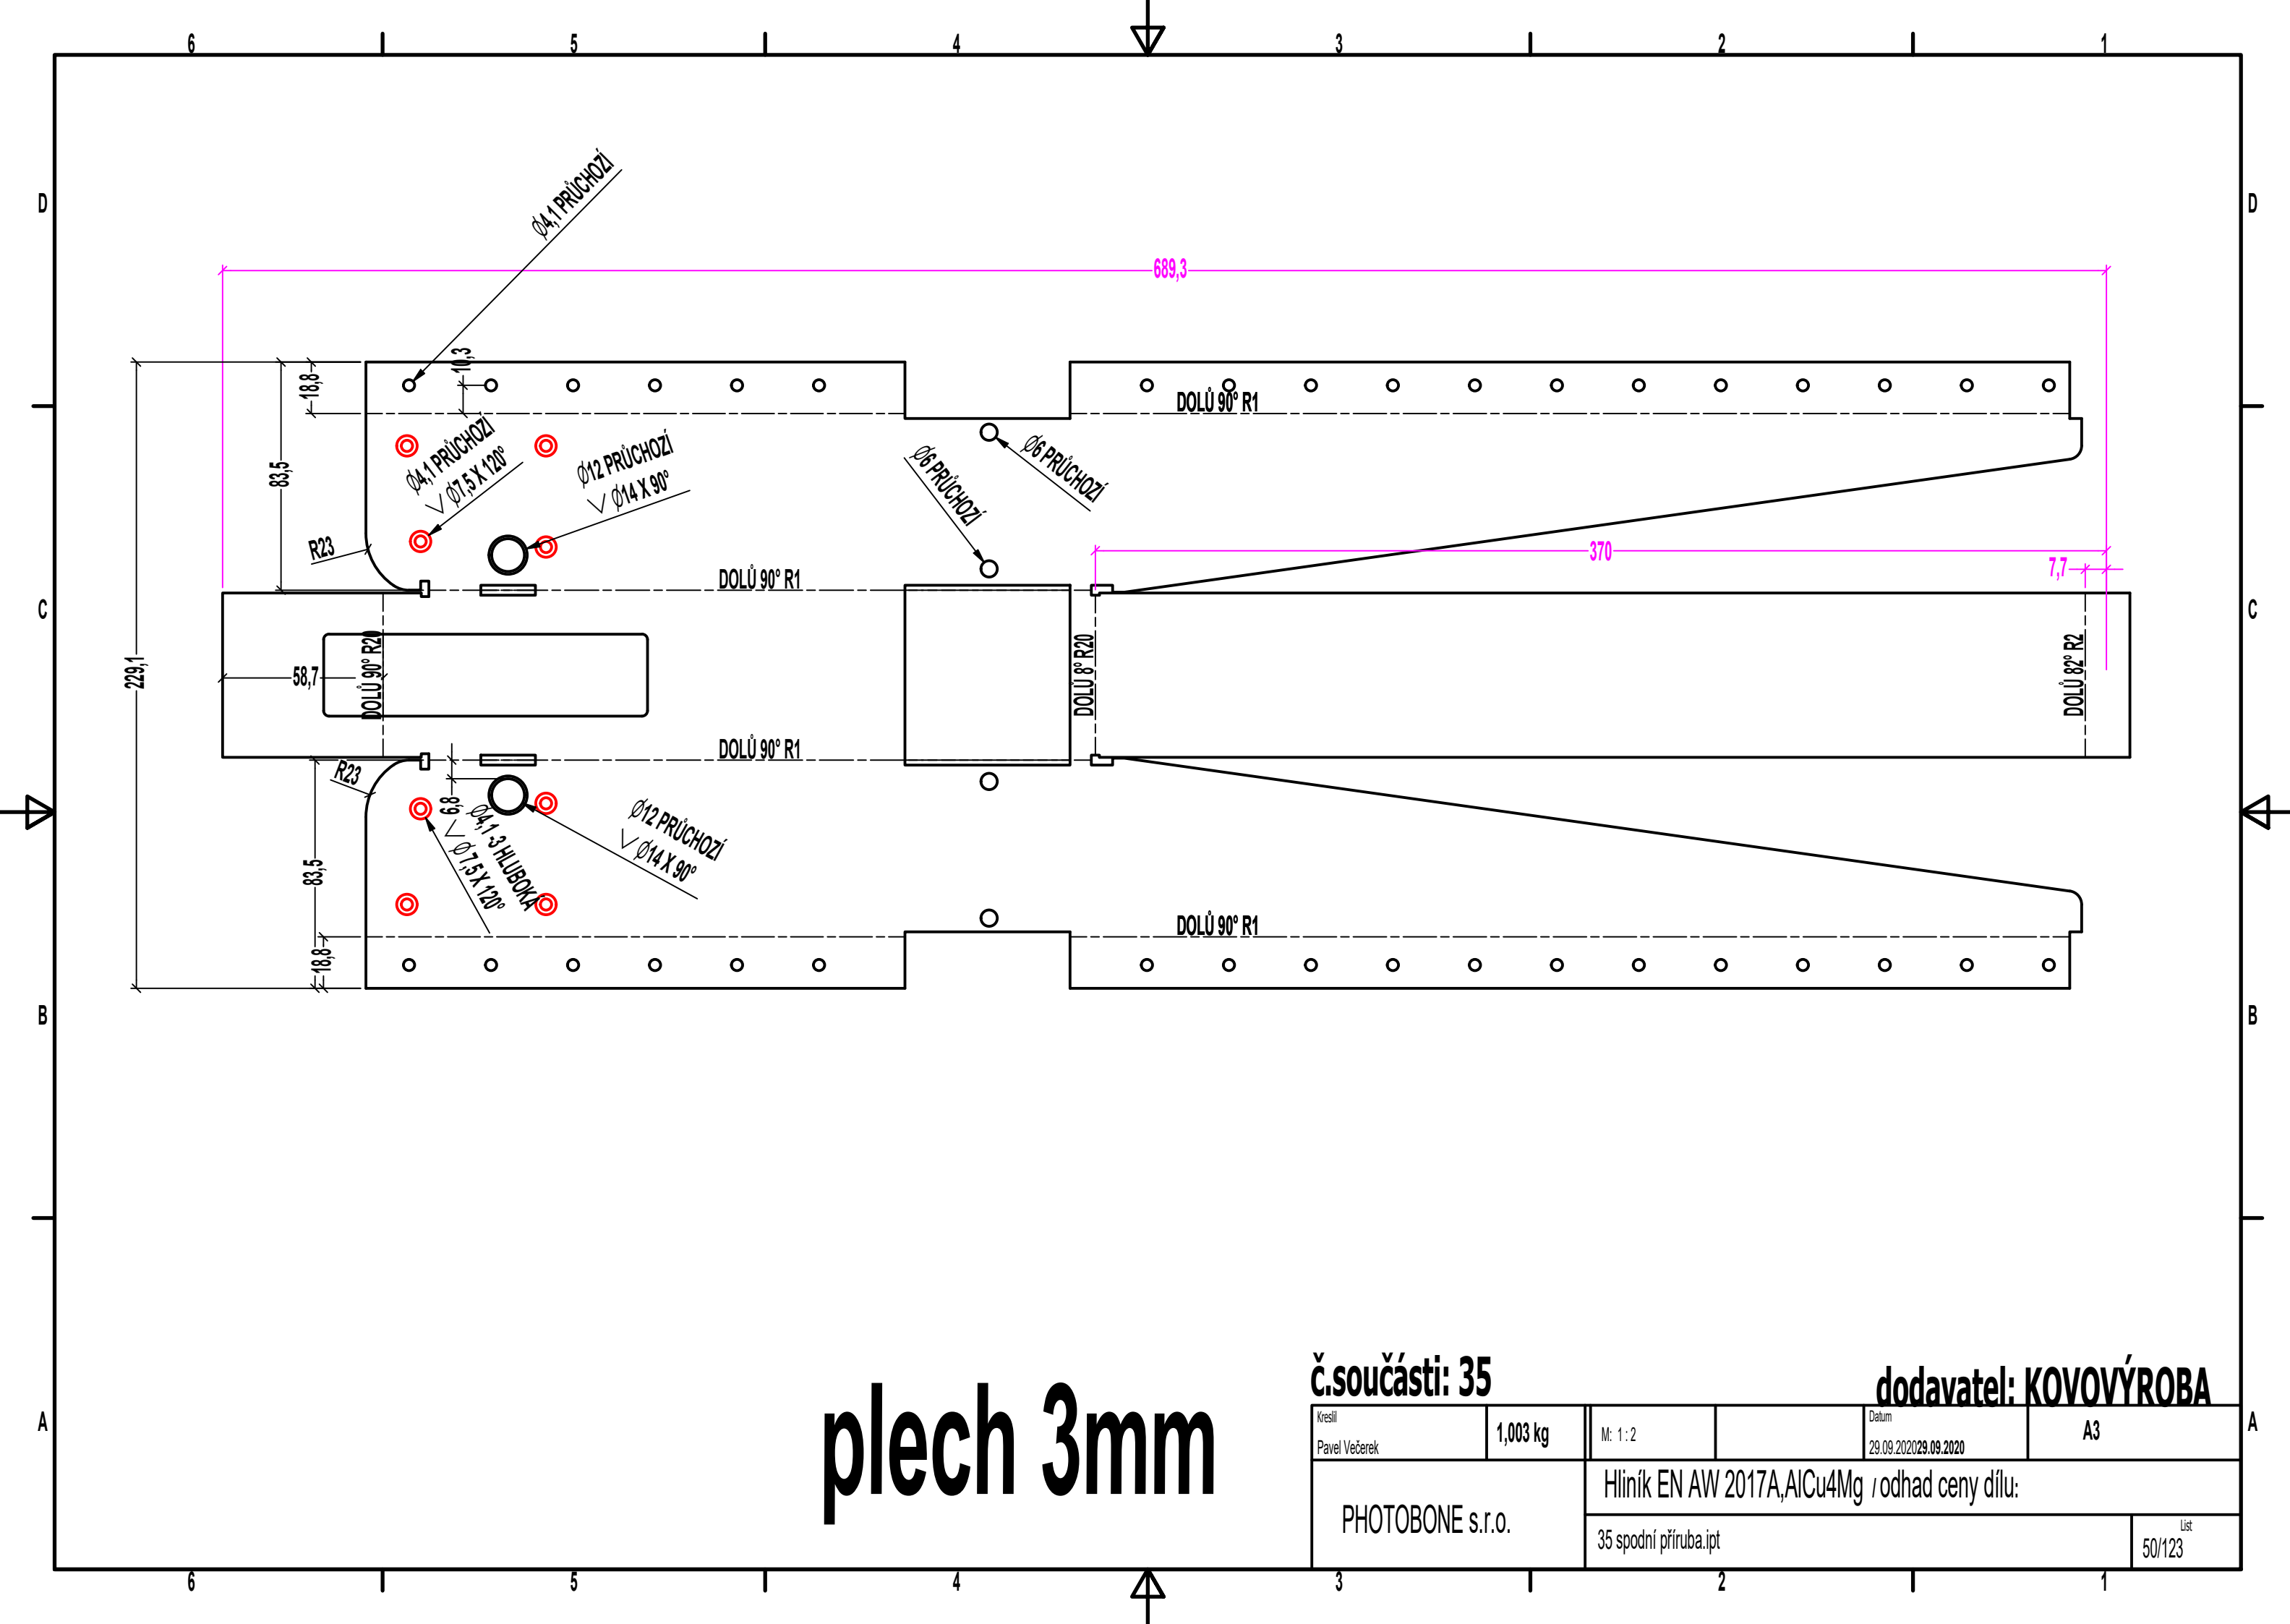 6 5 4 3 2 1
D D
Ø4,1 PRŮCHOZÍ
689,3
10,3
18,8
DOLŮ 90° R1
Ø4,1 PRŮCHOZÍ
Ø7,5 X 120°
Ø12 PRŮCHOZÍ
Ø14 X 90°
Ø6 PRŮCHOZÍ
Ø6 PRŮCHOZÍ
83,5
R23
370
7,7
DOLŮ 90° R1
C C
229,1
58,7
DOLŮ 90° R20
DOLŮ 8° R20
DOLŮ 82° R2
DOLŮ 90° R1
R23
6,8
Ø4,1 -3 HLUBOKÁ
Ø7,5 X 120°
Ø12 PRŮCHOZÍ
Ø14 X 90°
83,5
DOLŮ 90° R1
18,8
B B
č.součásti: 35
dodavatel: KOVOVÝROBA
plech 3mm
A A
Kreslil
Pavel Večerek
1,003 kg
M: 1 : 2
Datum
29.09.202029.09.2020
A3
Hliník EN AW 2017A,AlCu4Mg / odhad ceny dílu:
PHOTOBONE s.r.o.
35 spodní příruba.ipt
List
50/123
6 5 4 3 2 1